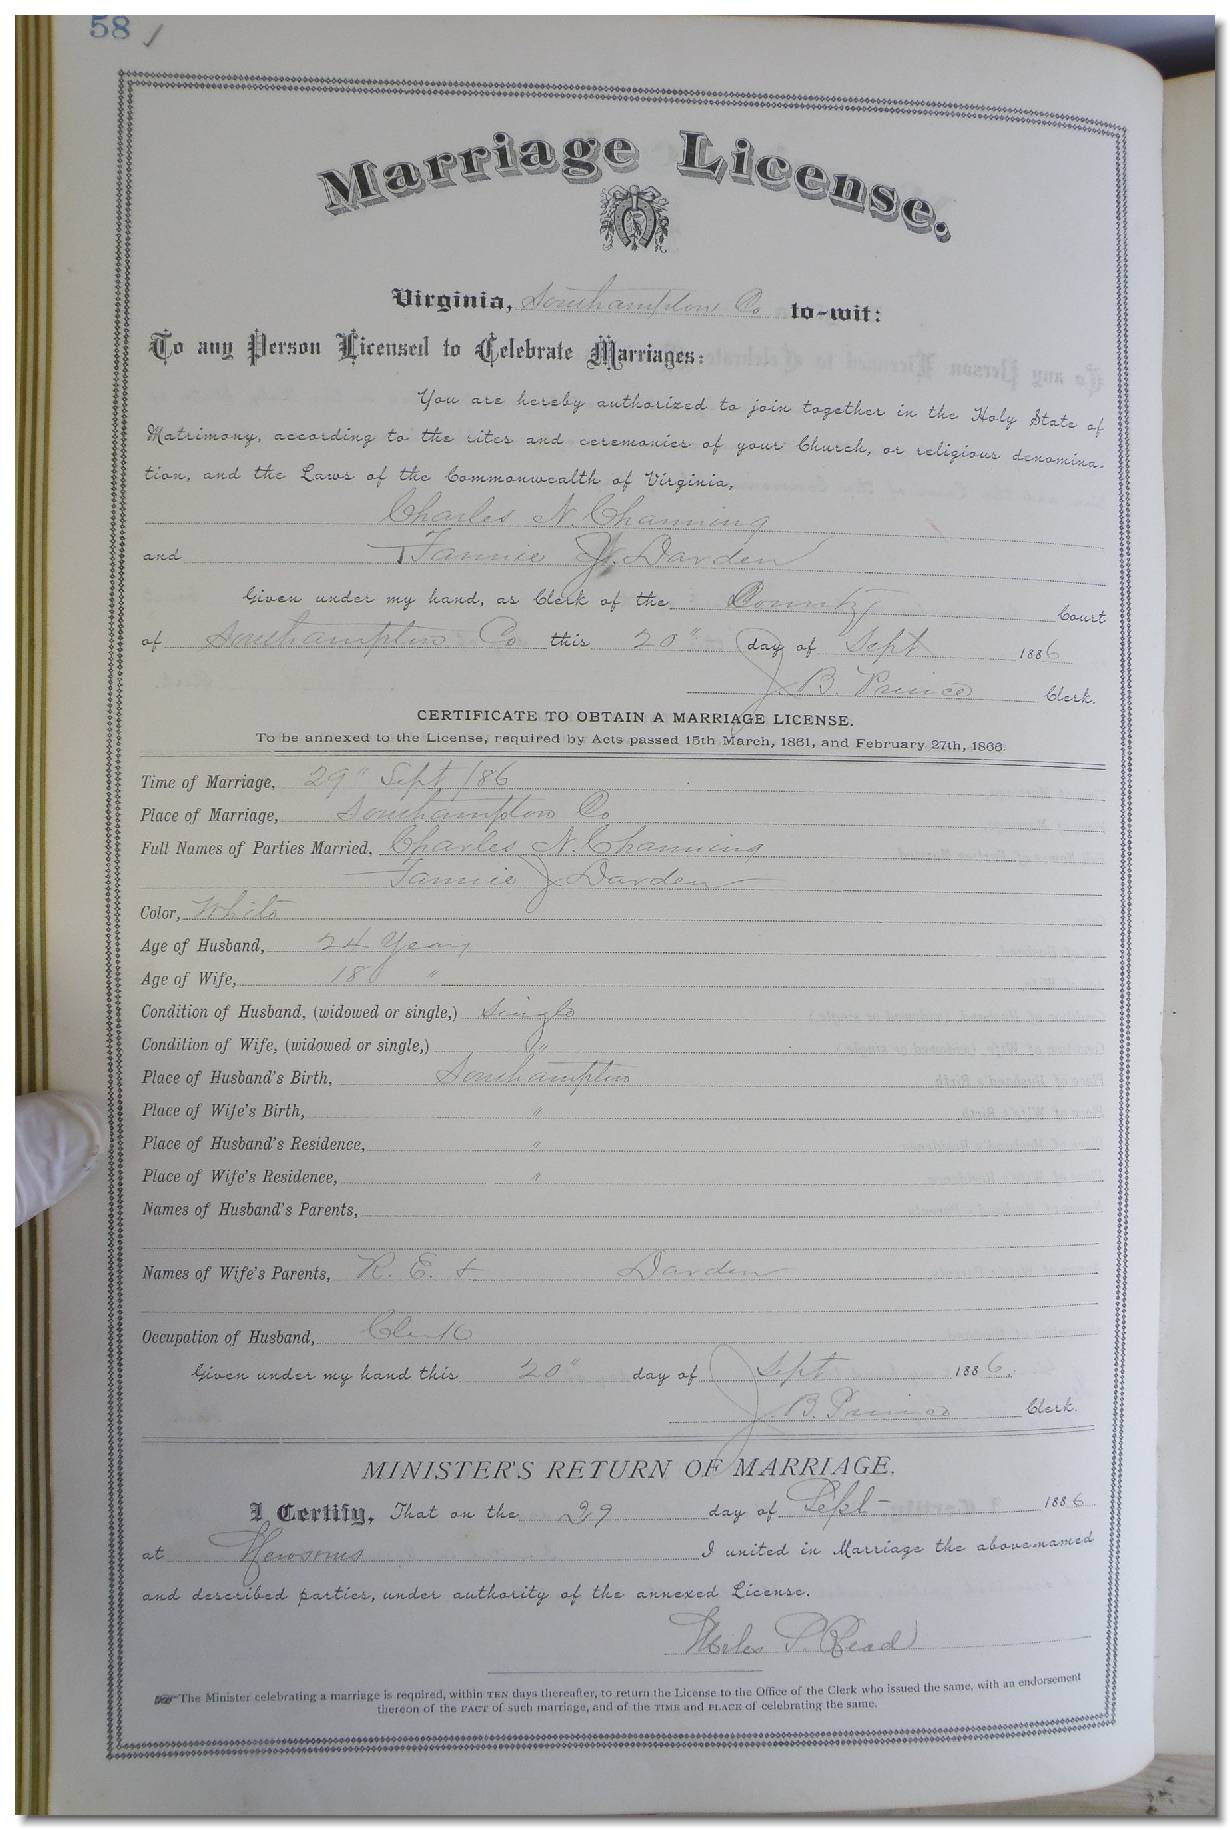 58
Marriage License.
Virginia, Southampton Co to-wit:
To any Person Licensed to Celebrate Marriages:
You are hereby authorized to join together in the Holy State of
Matrimony, according to the rites and ceremonies of your Church, or religious denomina-
tion, and the Laws of the Commonwealth of Virginia,
Charles N. Channing
and Fannie J. Darden
Given under my hand, as Clerk of the County Court
of Southampton Co this 20" day of Sept 1886
J. B. Prince Clerk.
CERTIFICATE TO OBTAIN A MARRIAGE LICENSE.
To be annexed to the License, required by Acts passed 15th March, 1861, and February 27th, 1866.
Time of Marriage, 29" Sept /86
Place of Marriage, Southampton Co
Full Names of Parties Married, Charles N. Channing
Fannie J Darden
Color, White
Age of Husband, 24 Years
Age of Wife, 18 "
Condition of Husband, (widowed or single,) Single
Condition of Wife, (widowed or single,) "
Place of Husband's Birth, Southampton
Place of Wife's Birth, "
Place of Husband's Residence, "
Place of Wife's Residence, "
Names of Husband's Parents,
Names of Wife's Parents, R. E. + Darden
Occupation of Husband, Clerk
Given under my hand this 20" day of Sept 1886.
J. B. Prince Clerk.
MINISTER'S RETURN OF MARRIAGE.
I Certify, That on the 29 day of Sept - 1886
at Newsoms I united in Marriage the above named
and described parties, under authority of the annexed License.
Miles S. Read
The Minister celebrating a marriage is required, within TEN days thereafter, to return the License to the Office of the Clerk who issued the same, with an endorsement
thereon of the FACT of such marriage, and of the TIME and PLACE of celebrating the same.